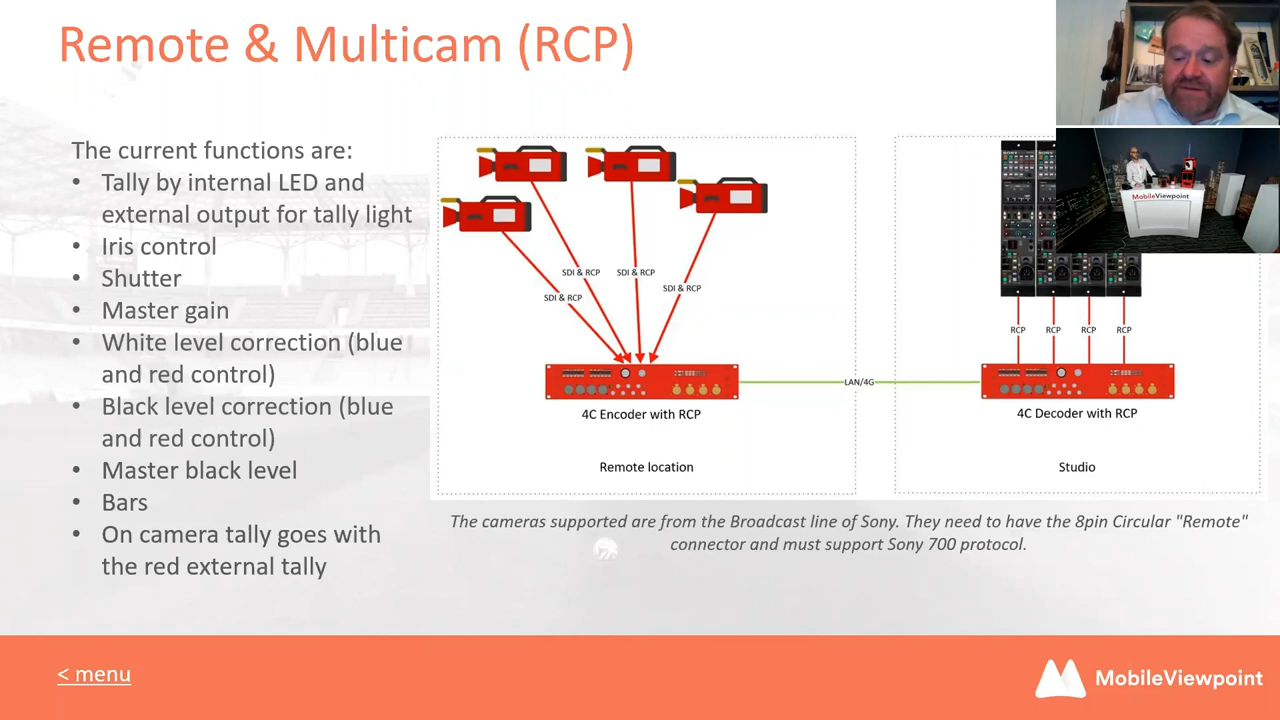 Remote & Multicam (RCP)
The current functions are:
• Tally by internal LED and
external output for tally light
• Iris control
• Shutter
• Master gain
• White level correction (blue
and red control)
• Black level correction (blue
and red control)
• Master black level
• Bars
• On camera tally goes with
the red external tally
SDI & RCP
SDI & RCP
SDI & RCP
SDI & RCP
4C Encoder with RCP
Remote location
LAN/4G
MobileViewpoint
RCP
RCP
RCP
RCP
4C Decoder with RCP
Studio
The cameras supported are from the Broadcast line of Sony. They need to have the 8pin Circular "Remote"
connector and must support Sony 700 protocol.
< menu
MobileViewpoint